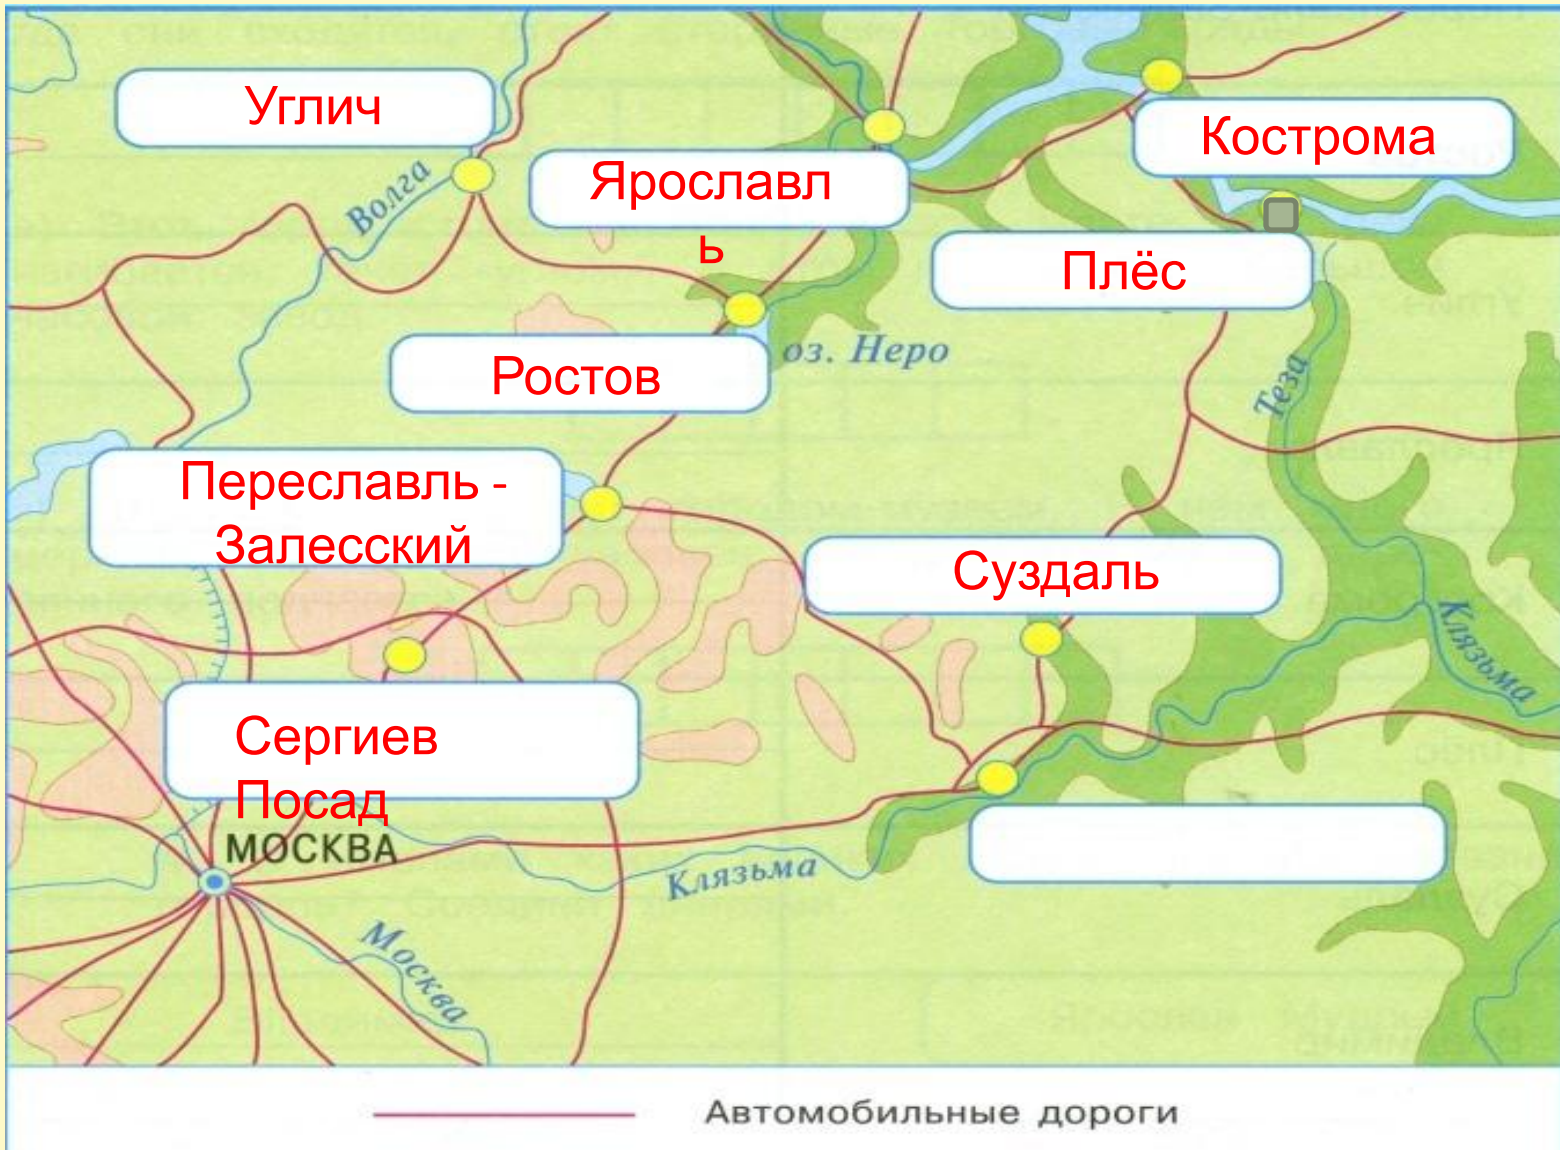 Углич
Кострома
Ярославл
ь
Волга
Плёс
Ростов
оз. Неро
Теза
Переславль -
Залесский
Суздаль
Клязьма
Сергиев
Посад
МОСКВА
Клязьма
Москва
Автомобильные дороги